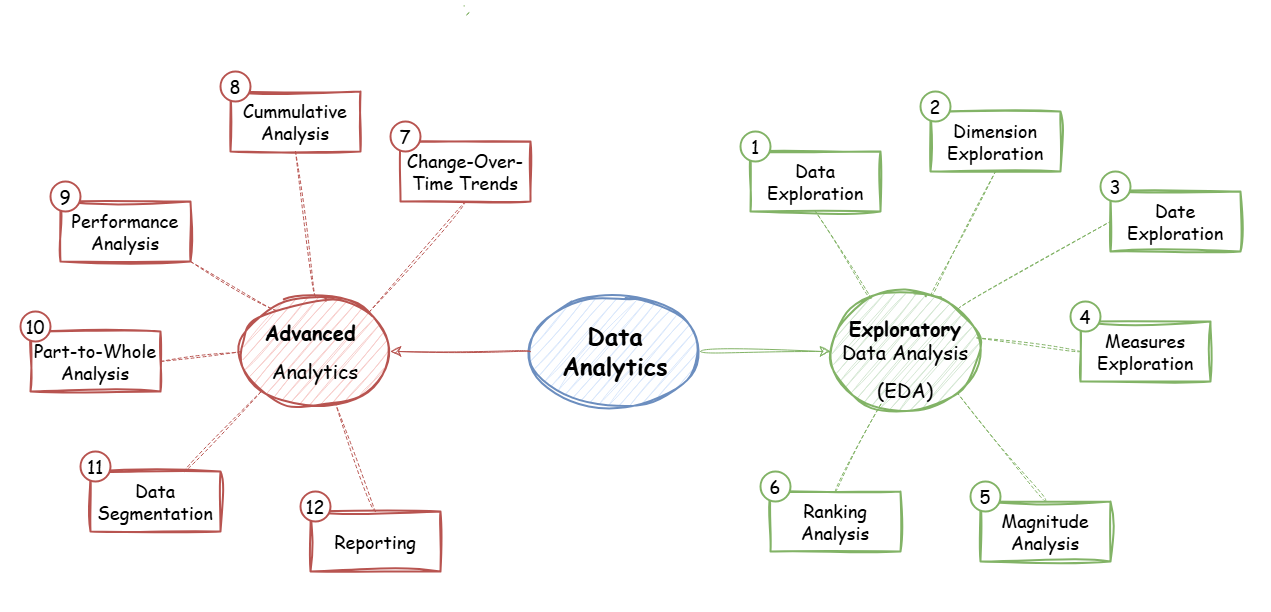 8
Cummulative
Analysis
7
Change-Over-
Time Trends
9
Performance
Analysis
10
Part-to-Whole
Analysis
11
Data
Segmentation
12
Reporting
Advanced
Analytics
Data
Analytics
Exploratory
Data Analysis
(EDA)
1
Data
Exploration
2
Dimension
Exploration
3
Date
Exploration
4
Measures
Exploration
5
Magnitude
Analysis
6
Ranking
Analysis